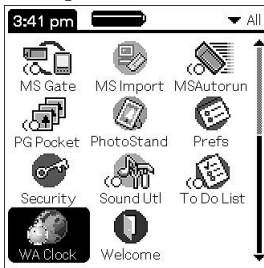 3:41 pm All
MS Gate MS Import MSAutorun
PG Pocket PhotoStand Prefs
Security Sound Utl To Do List
WA Clock Welcome